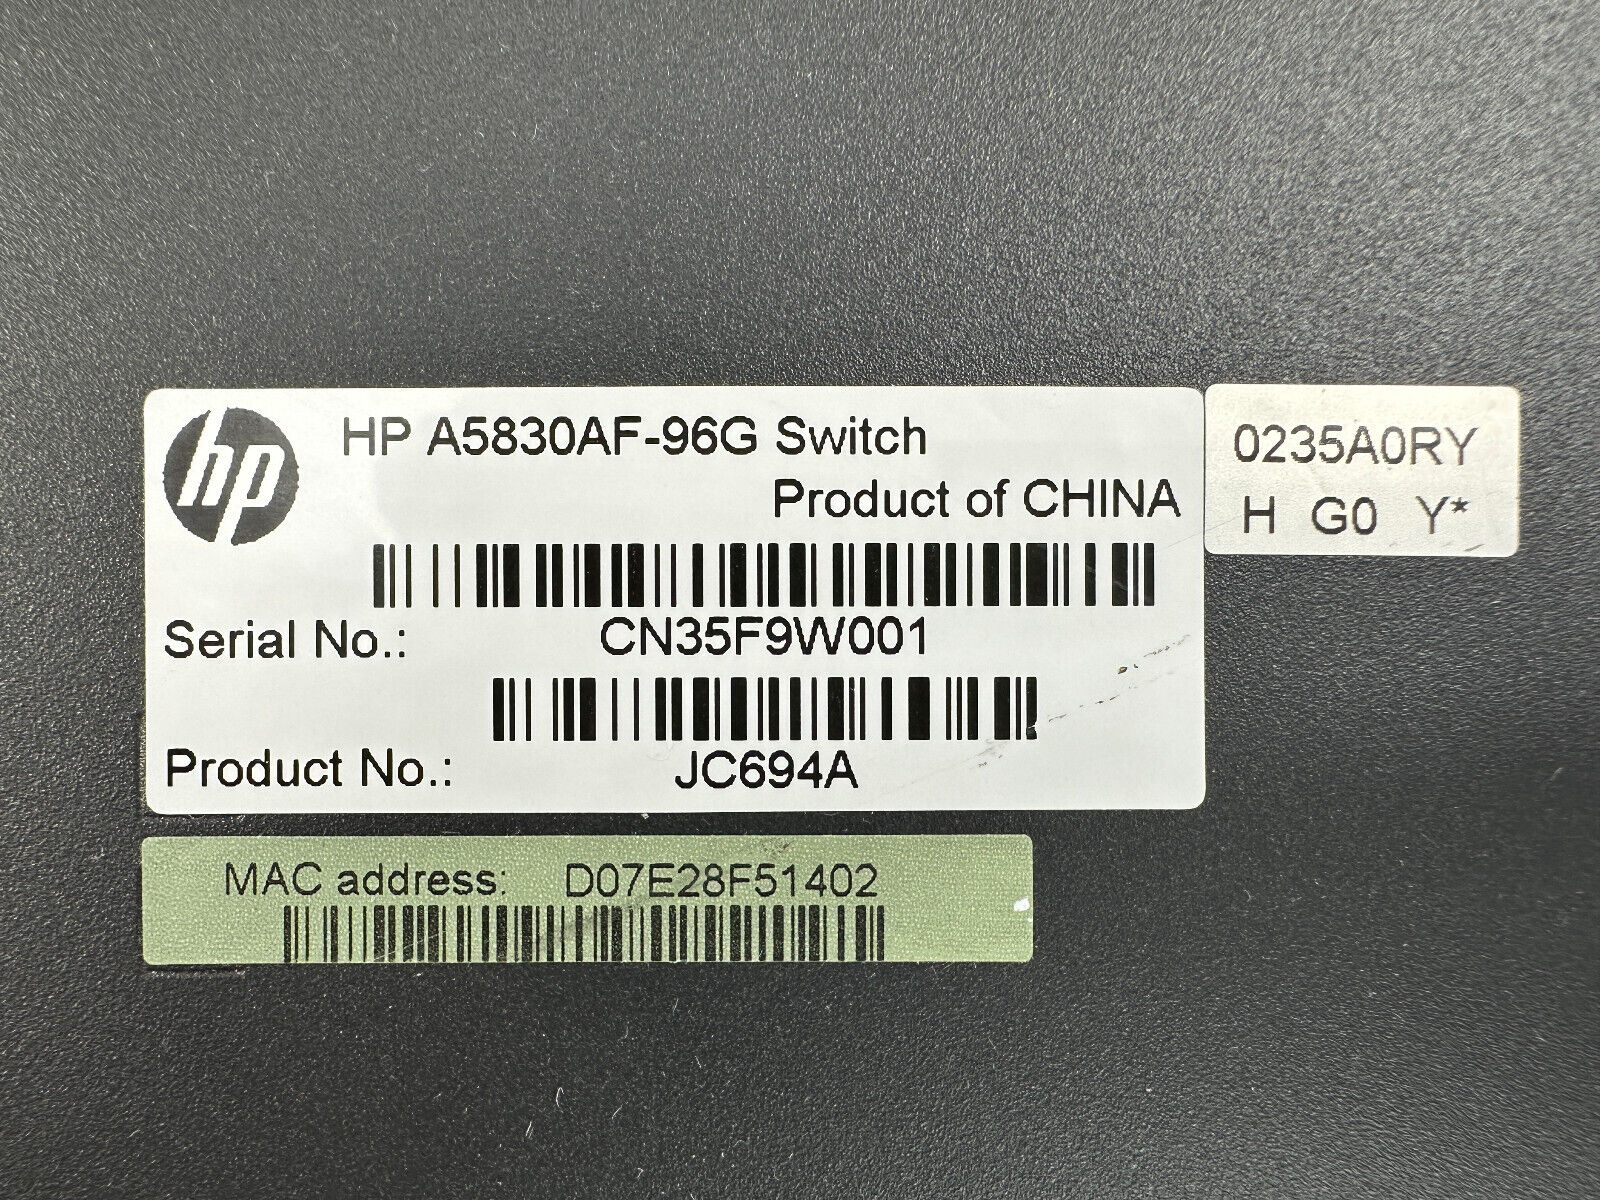 hp
HP A5830AF-96G Switch
Product of CHINA
Serial No.: CN35F9W001
Product No.: JC694A
0235A0RY
H G0 Y*
MAC address: D07E28F51402